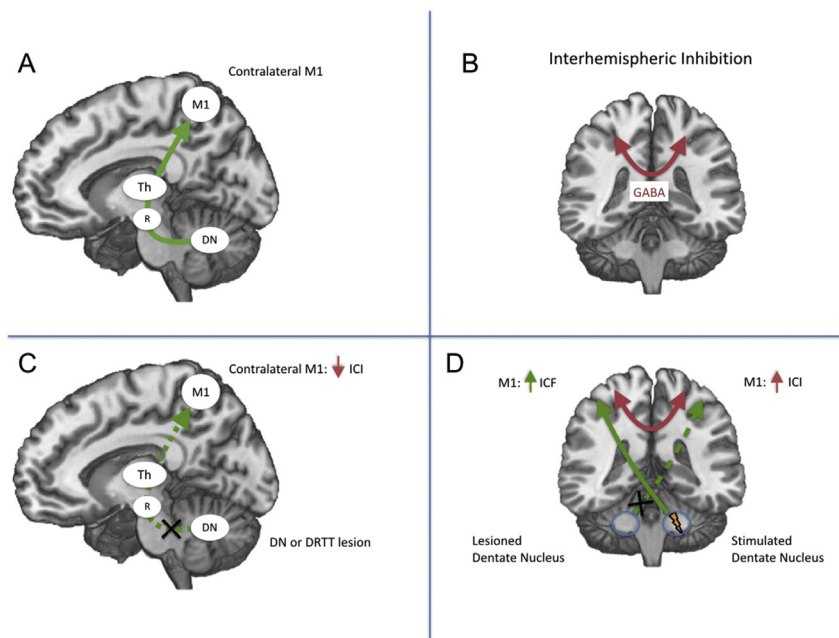 A
Contralateral M1
M1
Th
R
DN
B
Interhemispheric Inhibition
GABA
C
Contralateral M1: ICI
M1
Th
R
DN
DN or DRTT lesion
D
M1: ICF
M1: ICI
Lesioned
Dentate Nucleus
Stimulated
Dentate Nucleus